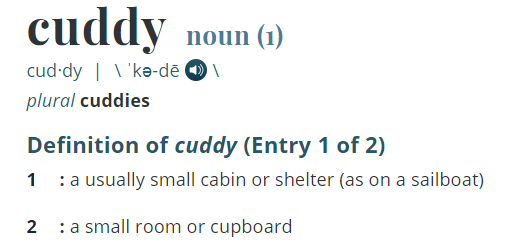 cuddy noun (1)
cud·dy | \ ˈkə-dē \
plural cuddies
Definition of cuddy (Entry 1 of 2)
1 : a usually small cabin or shelter (as on a sailboat)
2 : a small room or cupboard